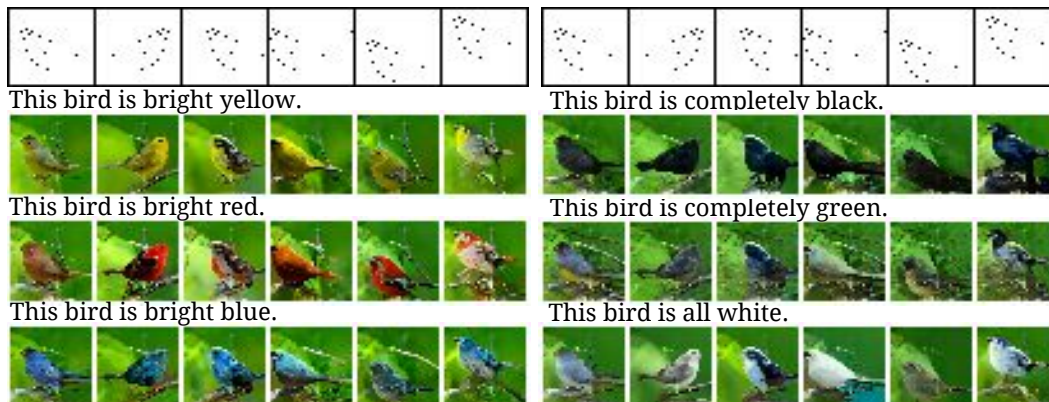 This bird is bright yellow.
This bird is completely black.
This bird is bright red.
This bird is completely green.
This bird is bright blue.
This bird is all white.